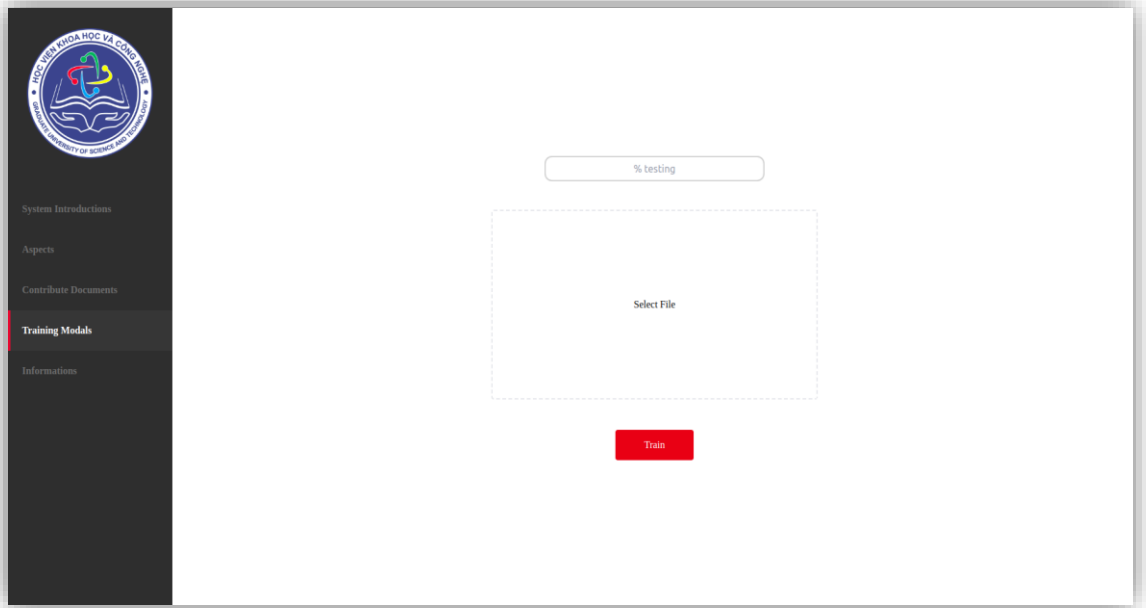 HỌC VIỆN KHOA HỌC VÀ CÔNG NGHỆ
GRADUATE UNIVERSITY OF SCIENCE AND TECHNOLOGY
System Introductions
Aspects
Contribute Documents
Training Modals
Informations
% testing
Select File
Train